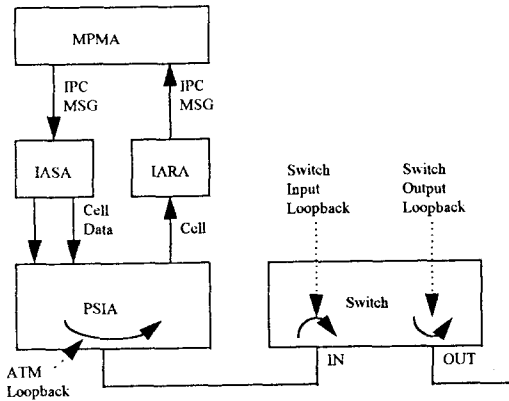 MPMA
IPC
MSG
IPC
MSG
IASA
IARA
Cell
Data
Cell
Switch
Input
Loopback
Switch
Output
Loopback
PSIA
Switch
ATM
Loopback
IN
OUT